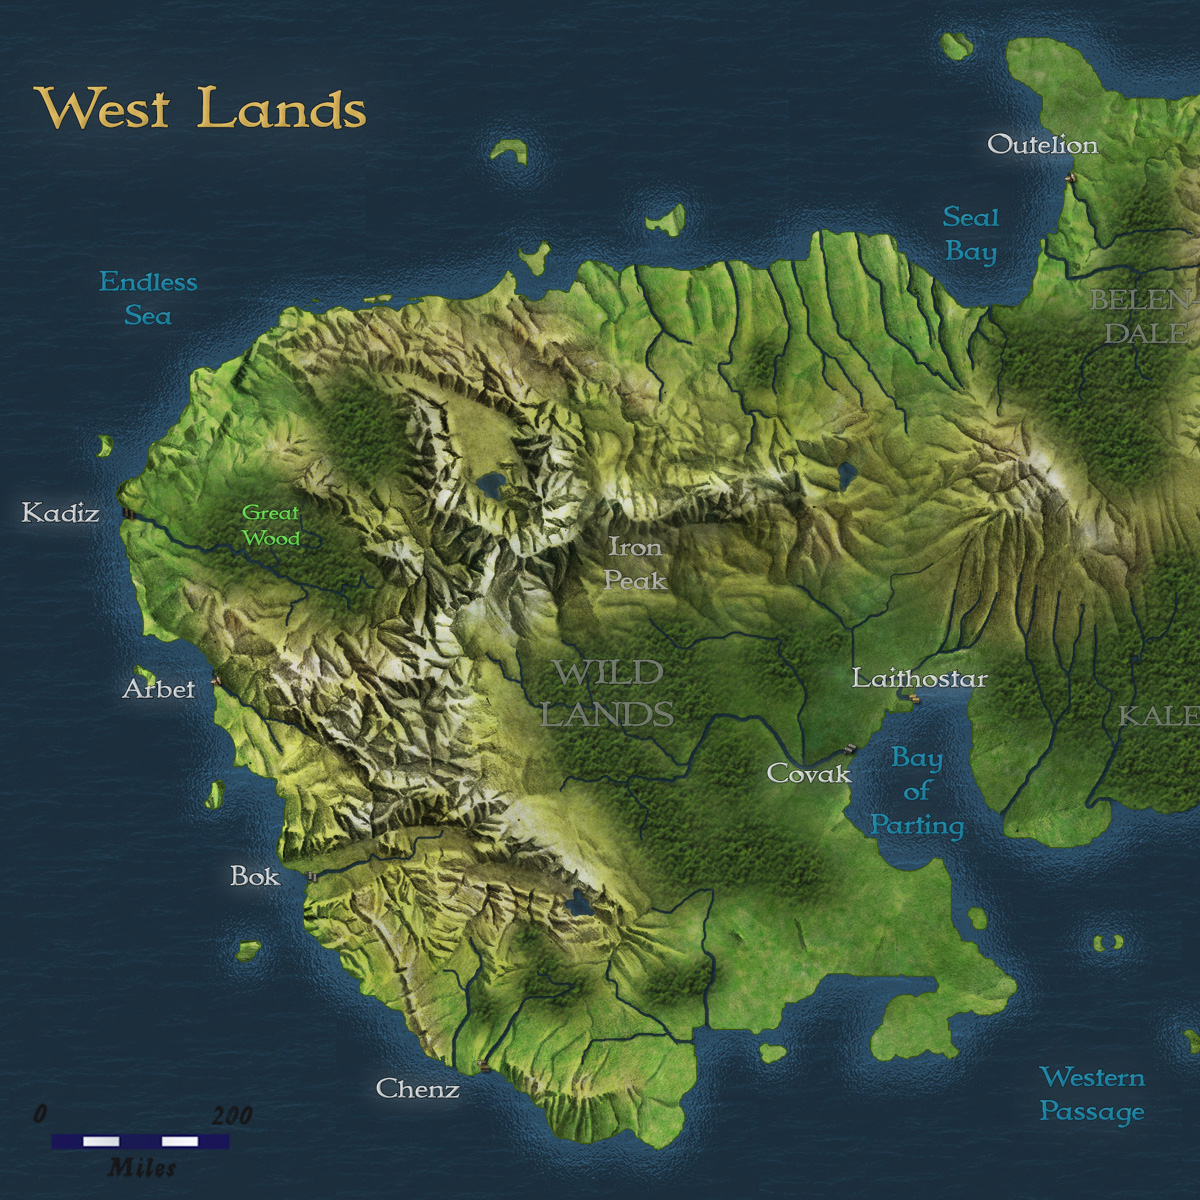 West Lands
Outelion
Seal
Bay
Endless
Sea
BELEN
DALE
Kadiz
Great
Wood
Iron
Peak
WILD
LANDS
Arbet
Laithostar
KALE
Covak
Bay
of
Parting
Bok
Chenz
Western
Passage
0 200
Miles